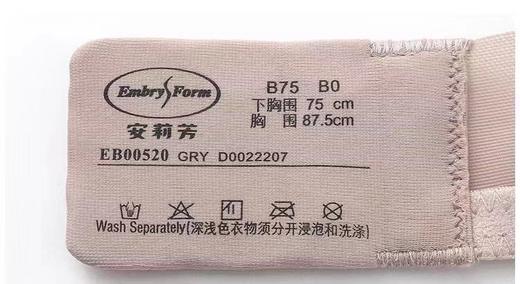 Embry Form
安莉芳
B75 B0
下胸围 75 cm
胸 围 87.5cm
EB00520 GRY D0022207
Wash Separately(深浅色衣物须分开浸泡和洗涤)